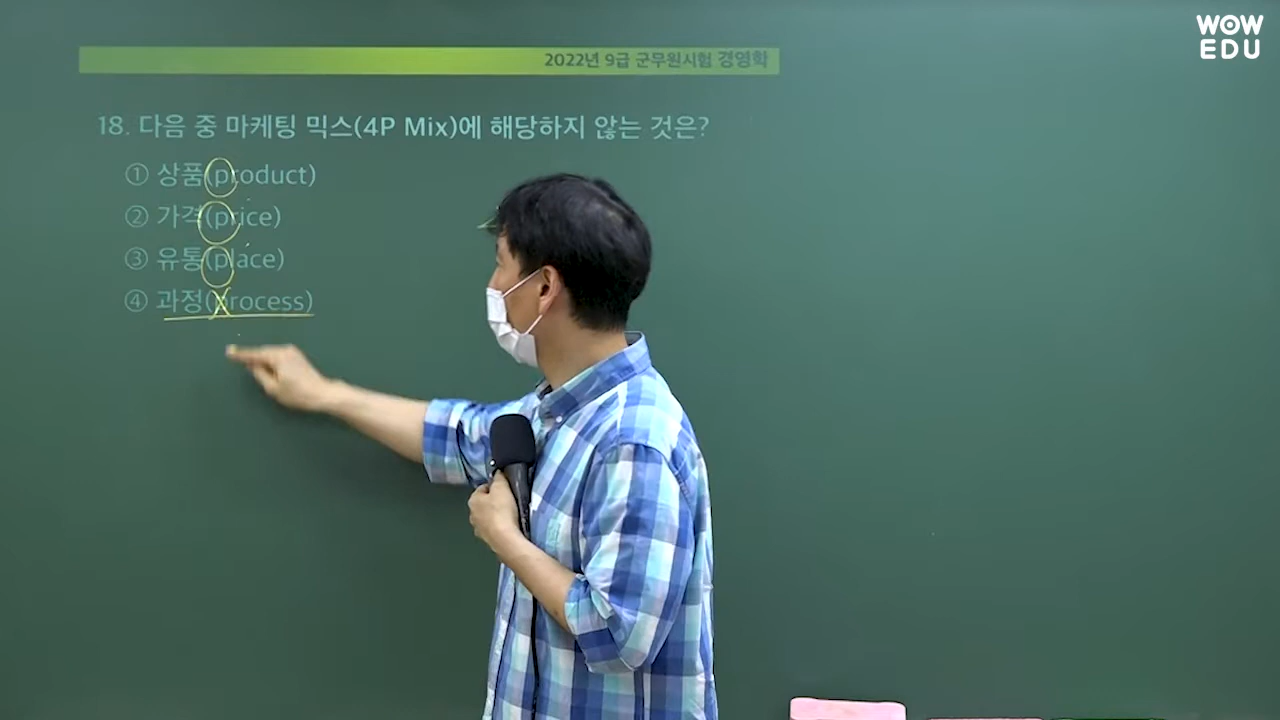 WOW
EDU
2022년 9급 군무원시험 경영학
18. 다음 중 마케팅 믹스(4P Mix)에 해당하지 않는 것은?
① 상품(product)
② 가격(price)
③ 유통(place)
④ 과정(process)